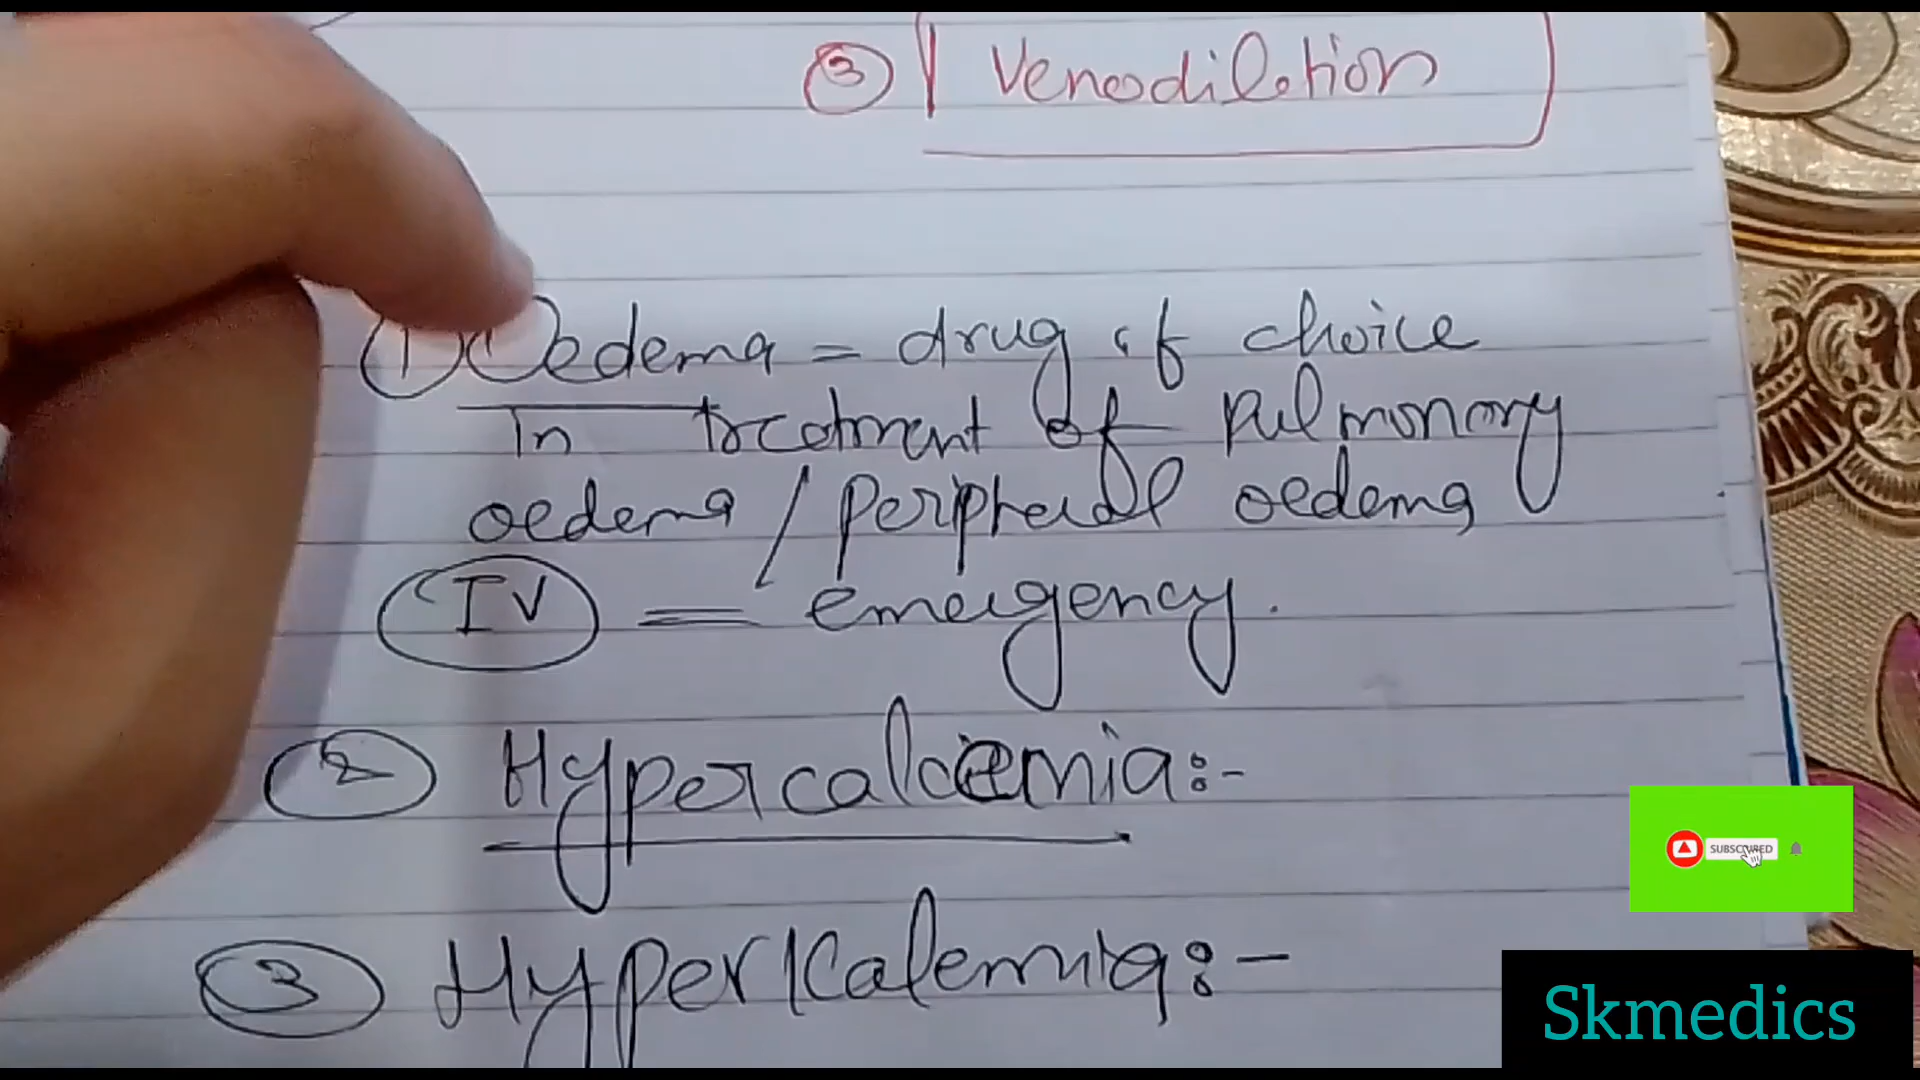 ③ Venodilation
① Oedema = drug of choice
In treatment of pulmonary
oedema / peripheral oedema
IV = emergency.
② Hypercalcemia:-
③ Hyperkalemia:-
SUBSCRIBED
Skmedics